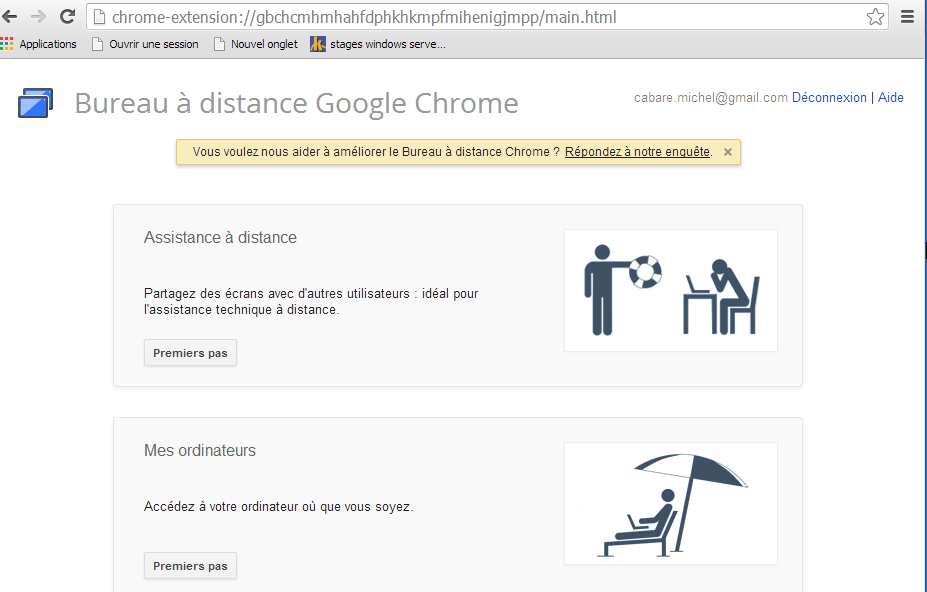 chrome-extension://gbchcmhmhahfdphkhkmpfmihenigjmpp/main.html
Applications Ouvrir une session Nouvel onglet stages windows serve...
Bureau à distance Google Chrome
cabare.michel@gmail.com Déconnexion | Aide
Vous voulez nous aider à améliorer le Bureau à distance Chrome ? Répondez à notre enquête. ×
Assistance à distance
Partagez des écrans avec d'autres utilisateurs : idéal pour
l'assistance technique à distance.
Premiers pas
Mes ordinateurs
Accédez à votre ordinateur où que vous soyez.
Premiers pas